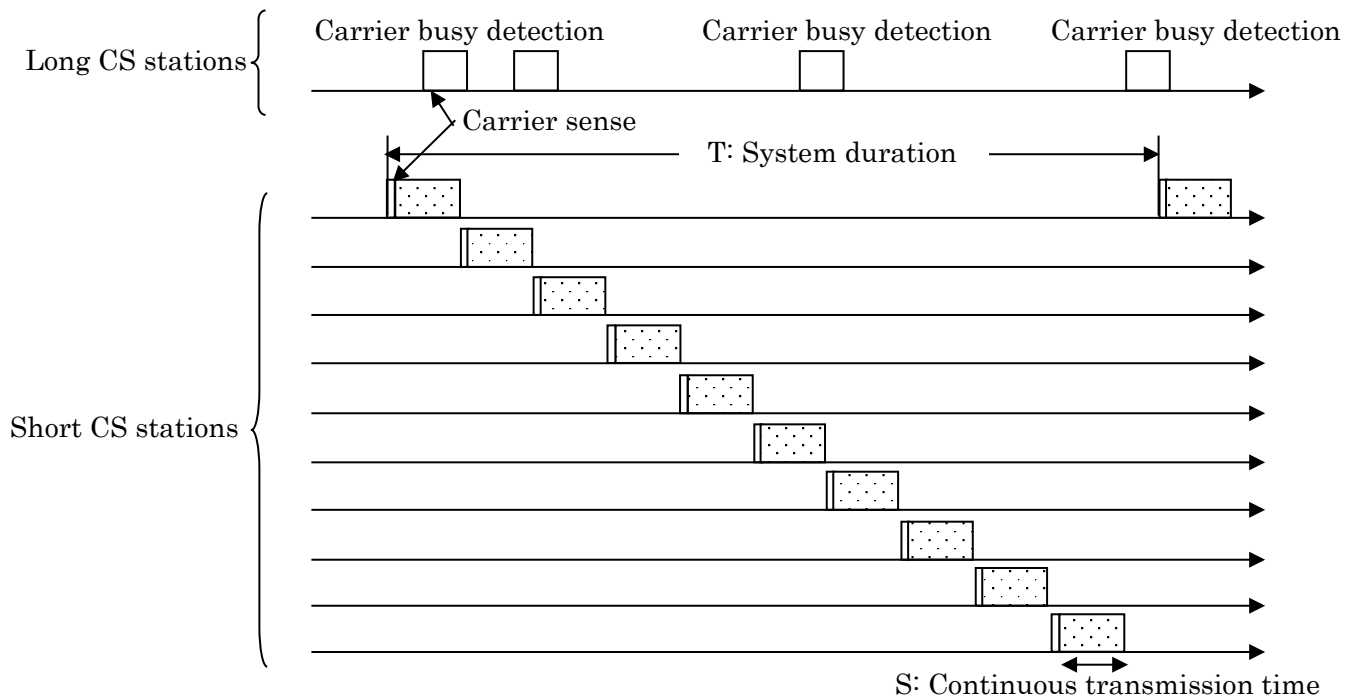 Carrier busy detection
Carrier busy detection
Carrier busy detection
Long CS stations
Carrier sense
T: System duration
Short CS stations
S: Continuous transmission time